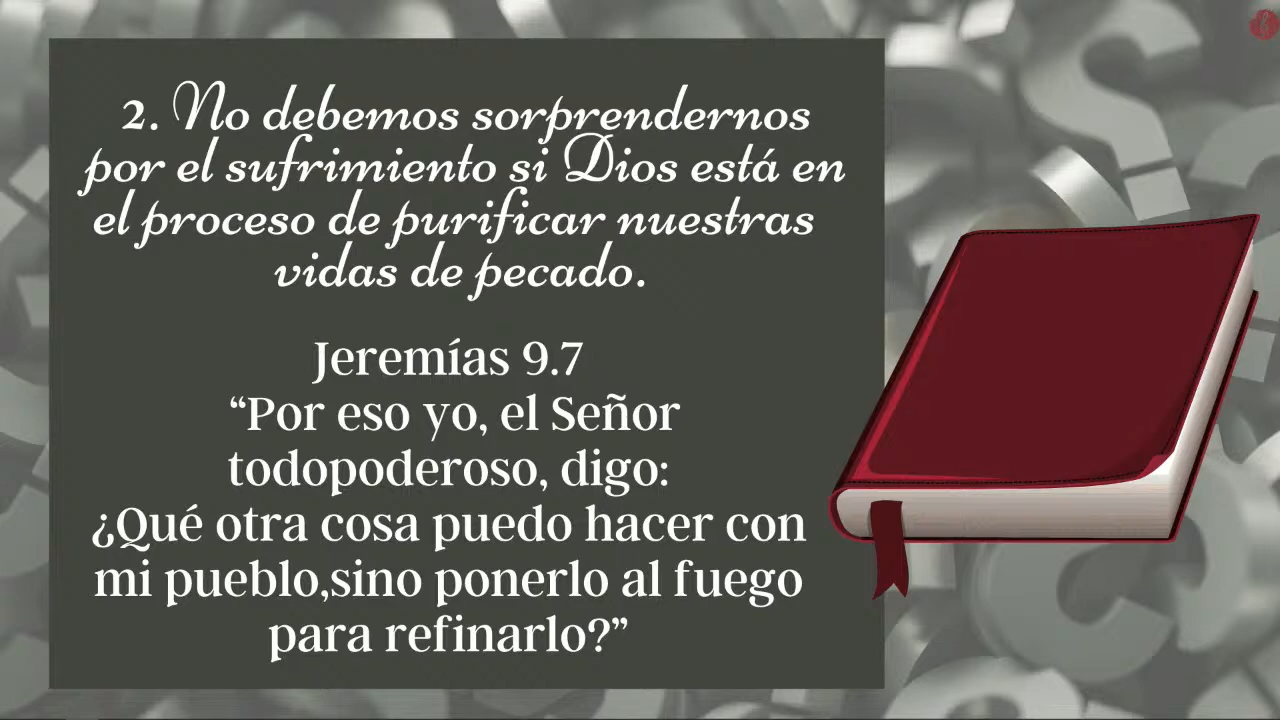 2. No debemos sorprendernos
por el sufrimiento si Dios está en
el proceso de purificar nuestras
vidas de pecado.
Jeremías 9.7
“Por eso yo, el Señor
todopoderoso, digo:
¿Qué otra cosa puedo hacer con
mi pueblo,sino ponerlo al fuego
para refinarlo?”